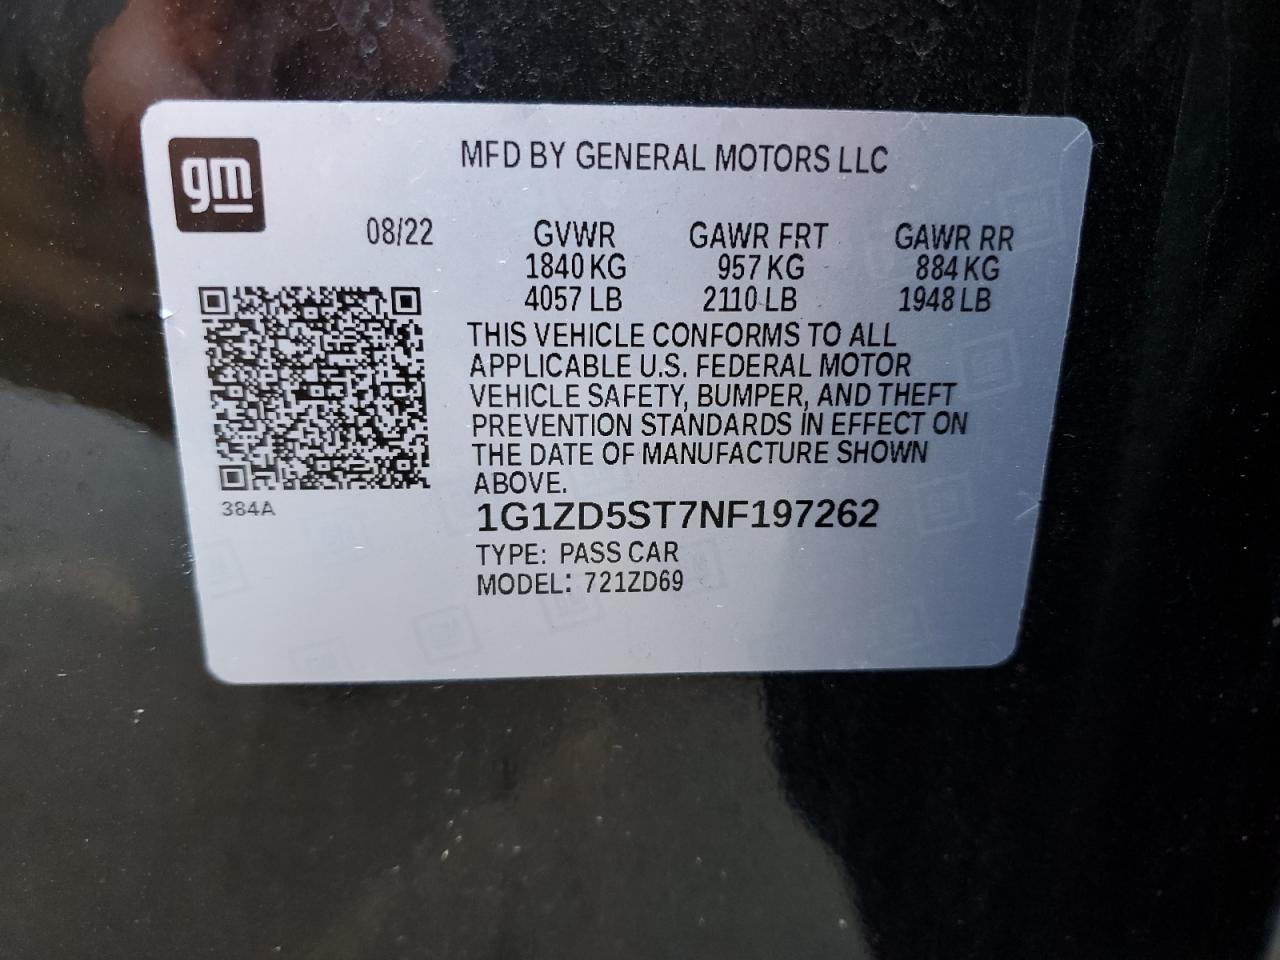 gm
MFD BY GENERAL MOTORS LLC
08/22 GVWR GAWR FRT GAWR RR
1840 KG 957 KG 884 KG
4057 LB 2110 LB 1948 LB
THIS VEHICLE CONFORMS TO ALL
APPLICABLE U.S. FEDERAL MOTOR
VEHICLE SAFETY, BUMPER, AND THEFT
PREVENTION STANDARDS IN EFFECT ON
THE DATE OF MANUFACTURE SHOWN
ABOVE.
384A
1G1ZD5ST7NF197262
TYPE: PASS CAR
MODEL: 721ZD69